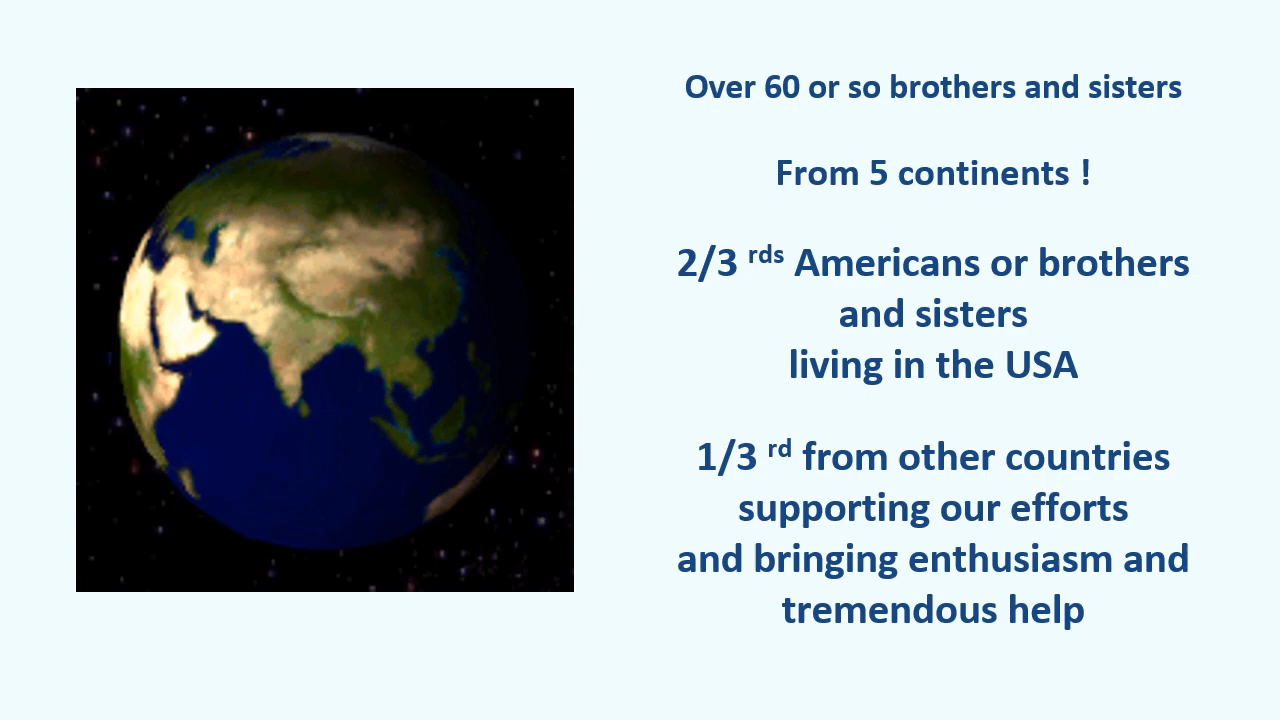 Over 60 or so brothers and sisters
From 5 continents !
2/3 rds Americans or brothers
and sisters
living in the USA
1/3 rd from other countries
supporting our efforts
and bringing enthusiasm and
tremendous help